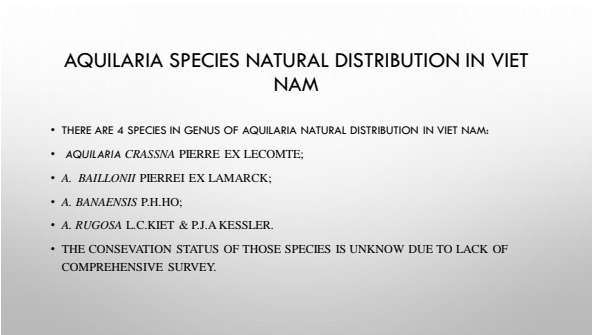 AQUILARIA SPECIES NATURAL DISTRIBUTION IN VIET
NAM
• THERE ARE 4 SPECIES IN GENUS OF AQUILARIA NATURAL DISTRIBUTION IN VIET NAM:
• AQUILARIA CRASSNA PIERRE EX LECOMTE;
• A. BAILLONII PIERREI EX LAMARCK;
• A. BANAENSIS P.H.HO;
• A. RUGOSA L.C.KIET & P.J.A KESSLER.
• THE CONSEVATION STATUS OF THOSE SPECIES IS UNKNOW DUE TO LACK OF
COMPREHENSIVE SURVEY.